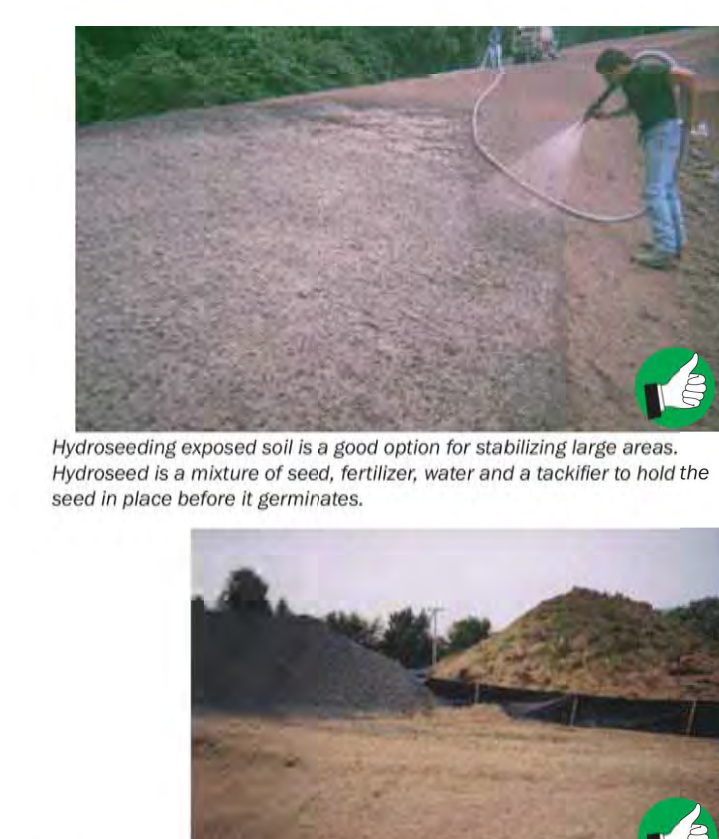 Hydroseeding exposed soil is a good option for stabilizing large areas.
Hydroseed is a mixture of seed, fertilizer, water and a tackifier to hold the
seed in place before it germinates.